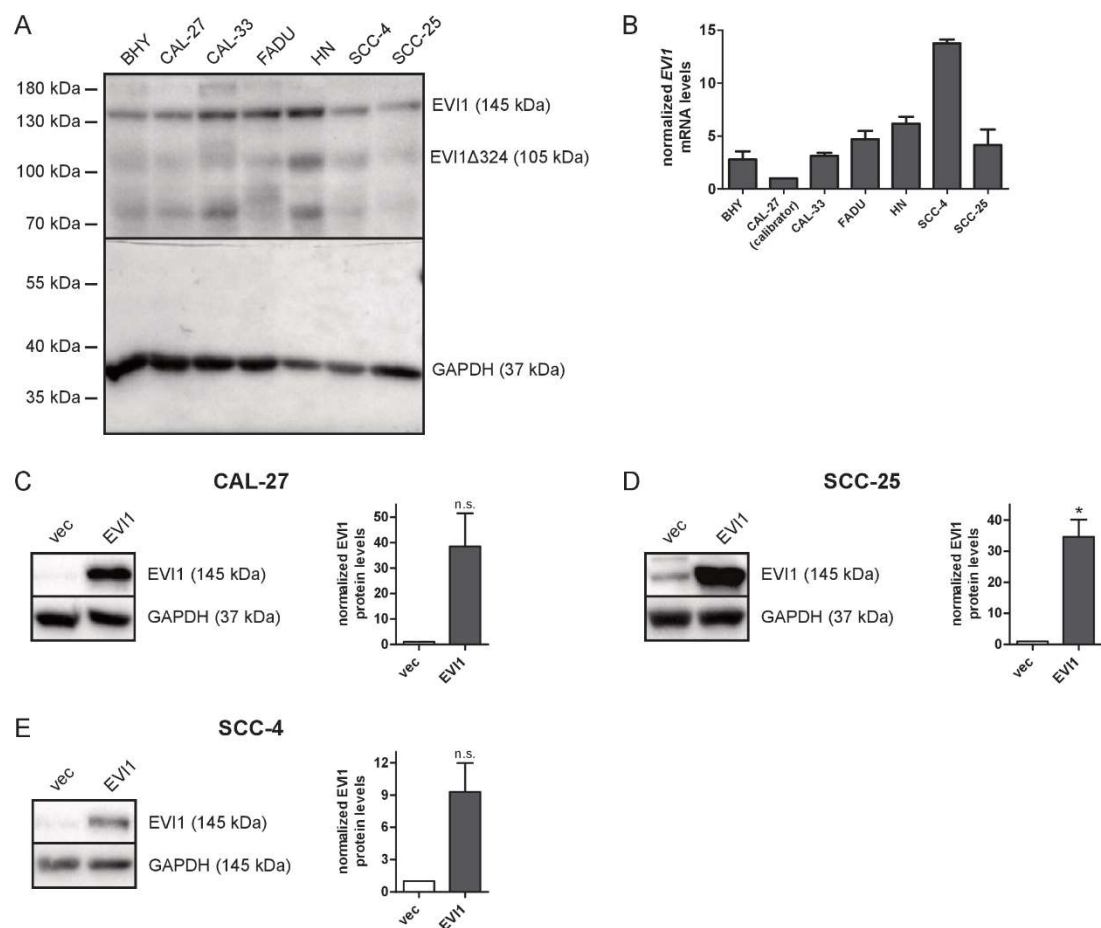 A
BHY
CAL-27
CAL-33
FADU
HN
SCC-4
SCC-25
180 kDa
130 kDa
100 kDa
70 kDa
55 kDa
40 kDa
35 kDa
EVI1 (145 kDa)
EVI1Δ324 (105 kDa)
GAPDH (37 kDa)
B
normalized EVI1
mRNA levels
15
10
5
0
BHY
CAL-27
(calibrator)
CAL-33
FADU
HN
SCC-4
SCC-25
C
CAL-27
vec
EVI1
EVI1 (145 kDa)
GAPDH (37 kDa)
normalized EVI1
protein levels
50
40
30
20
10
0
n.s.
vec
EVI1
D
SCC-25
vec
EVI1
EVI1 (145 kDa)
GAPDH (37 kDa)
normalized EVI1
protein levels
40
30
20
10
0
*
vec
EVI1
E
SCC-4
vec
EVI1
EVI1 (145 kDa)
GAPDH (145 kDa)
normalized EVI1
protein levels
12
9
6
3
0
n.s.
vec
EVI1